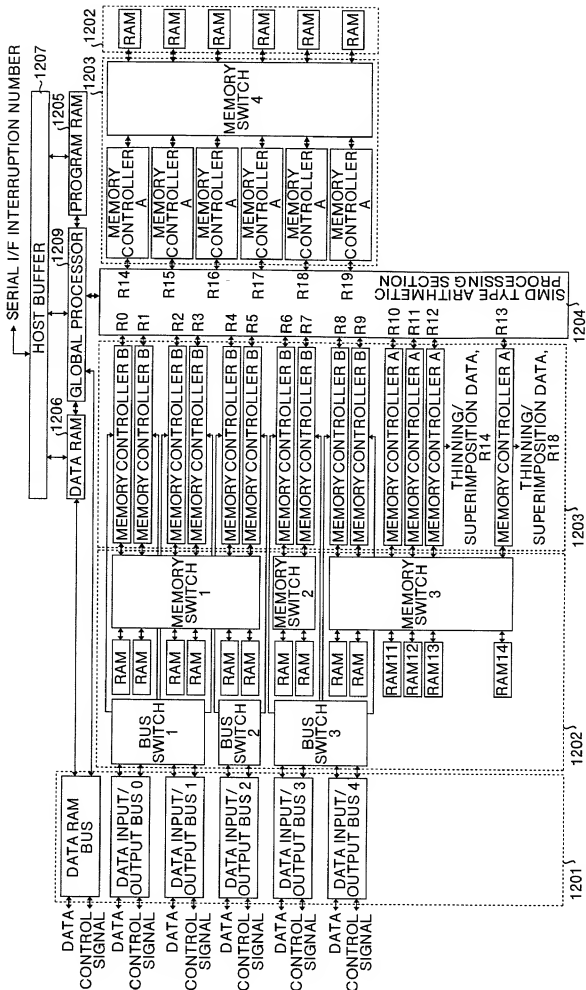 SERIAL I/F INTERRUPTION NUMBER
1207
HOST BUFFER
1206
1209
1205
DATA RAM
GLOBAL PROCESSOR
PROGRAM RAM
1203
1202
DATA
CONTROL
SIGNAL
DATA RAM
BUS
DATA
CONTROL
SIGNAL
DATA INPUT/
OUTPUT BUS 0
DATA
CONTROL
SIGNAL
DATA INPUT/
OUTPUT BUS 1
DATA
CONTROL
SIGNAL
DATA INPUT/
OUTPUT BUS 2
DATA
CONTROL
SIGNAL
DATA INPUT/
OUTPUT BUS 3
DATA
CONTROL
SIGNAL
DATA INPUT/
OUTPUT BUS 4
BUS
SWITCH
1
BUS
SWITCH
2
BUS
SWITCH
3
RAM
RAM
RAM
RAM
RAM
RAM
RAM
RAM
RAM
RAM
RAM11
RAM12
RAM13
RAM14
MEMORY
SWITCH
1
MEMORY
SWITCH
2
MEMORY
SWITCH
3
MEMORY CONTROLLER B
MEMORY CONTROLLER B
MEMORY CONTROLLER B
MEMORY CONTROLLER B
MEMORY CONTROLLER B
MEMORY CONTROLLER B
MEMORY CONTROLLER B
MEMORY CONTROLLER B
MEMORY CONTROLLER B
MEMORY CONTROLLER B
MEMORY CONTROLLER A
MEMORY CONTROLLER A
MEMORY CONTROLLER A
THINNING/
SUPERIMPOSITION DATA,
R14
MEMORY CONTROLLER A
THINNING/
SUPERIMPOSITION DATA,
R18
R0
R1
R2
R3
R4
R5
R6
R7
R8
R9
R10
R11
R12
R13
R14
R15
R16
R17
R18
R19
SIMD TYPE ARITHMETIC
PROCESSING SECTION
MEMORY
CONTROLLER
A
MEMORY
CONTROLLER
A
MEMORY
CONTROLLER
A
MEMORY
CONTROLLER
A
MEMORY
CONTROLLER
A
MEMORY
CONTROLLER
A
MEMORY
SWITCH
4
RAM
RAM
RAM
RAM
RAM
RAM
1201
1202
1203
1204